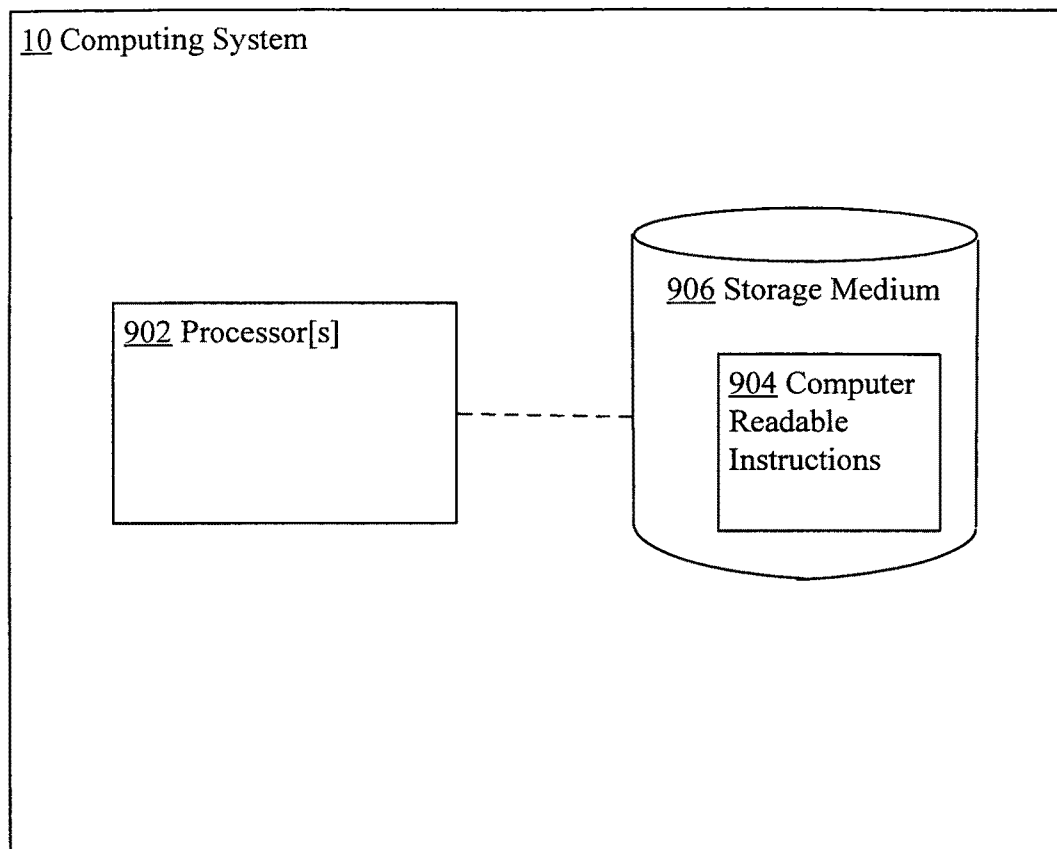 10 Computing System
906 Storage Medium
902 Processor[s]
904 Computer
Readable
Instructions